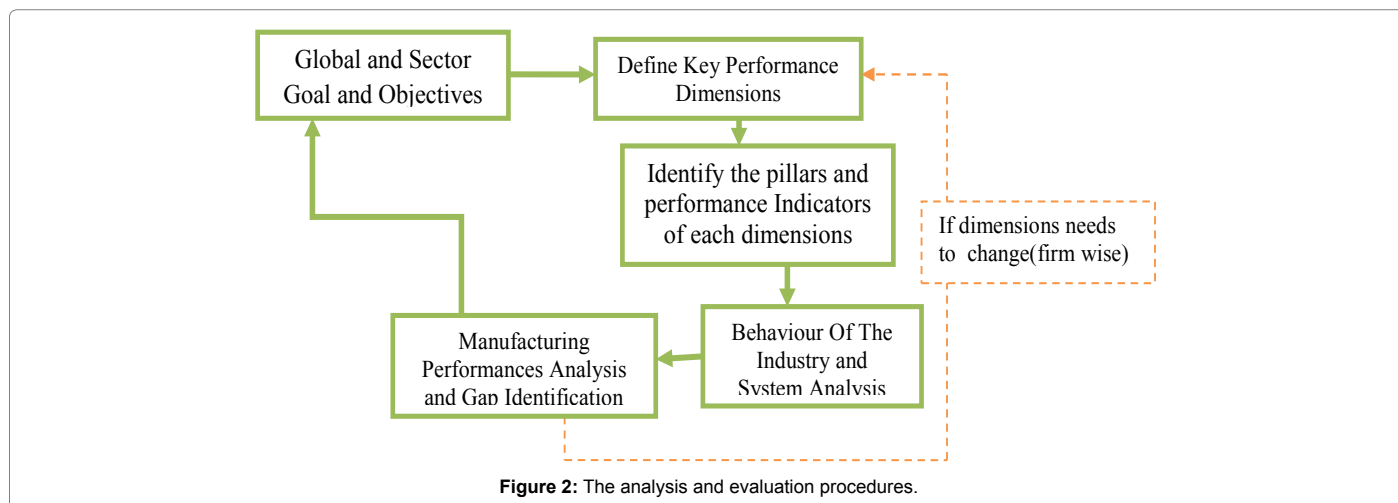 Global and Sector
Goal and Objectives
Define Key Performance
Dimensions
Identify the pillars and
performance Indicators
of each dimensions
If dimensions needs
to change(firm wise)
Behaviour Of The
Industry and
System Analysis
Manufacturing
Performances Analysis
and Gap Identification
Figure 2: The analysis and evaluation procedures.